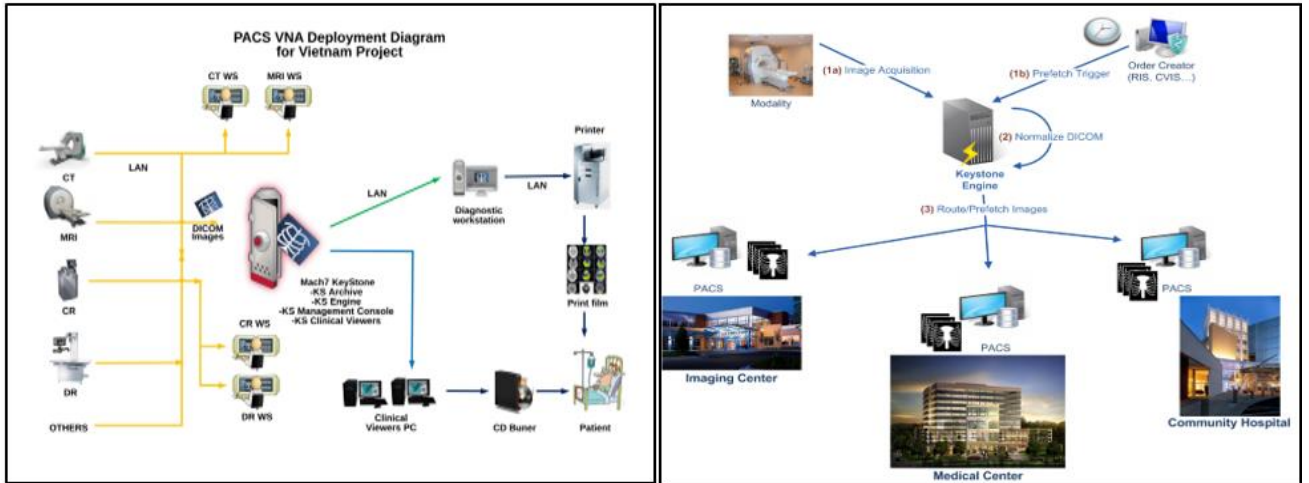 PACS VNA Deployment Diagram
for Vietnam Project
CT WS
MRI WS
CT
LAN
MRI
DICOM
Images
CR
DR
OTHERS
CR WS
DR WS
Mach7 KeyStone
-KS Archive
-KS Engine
-KS Management Console
-KS Clinical Viewers
LAN
Diagnostic
workstation
LAN
Printer
Print film
Clinical
Viewers PC
CD Buner
Patient
(1a) Image Acquisition
Modality
(1b) Prefetch Trigger
Order Creator
(RIS, CVIS...)
(2) Normalize DICOM
Keystone
Engine
(3) Route/Prefetch Images
PACS
Imaging Center
PACS
Medical Center
PACS
Community Hospital